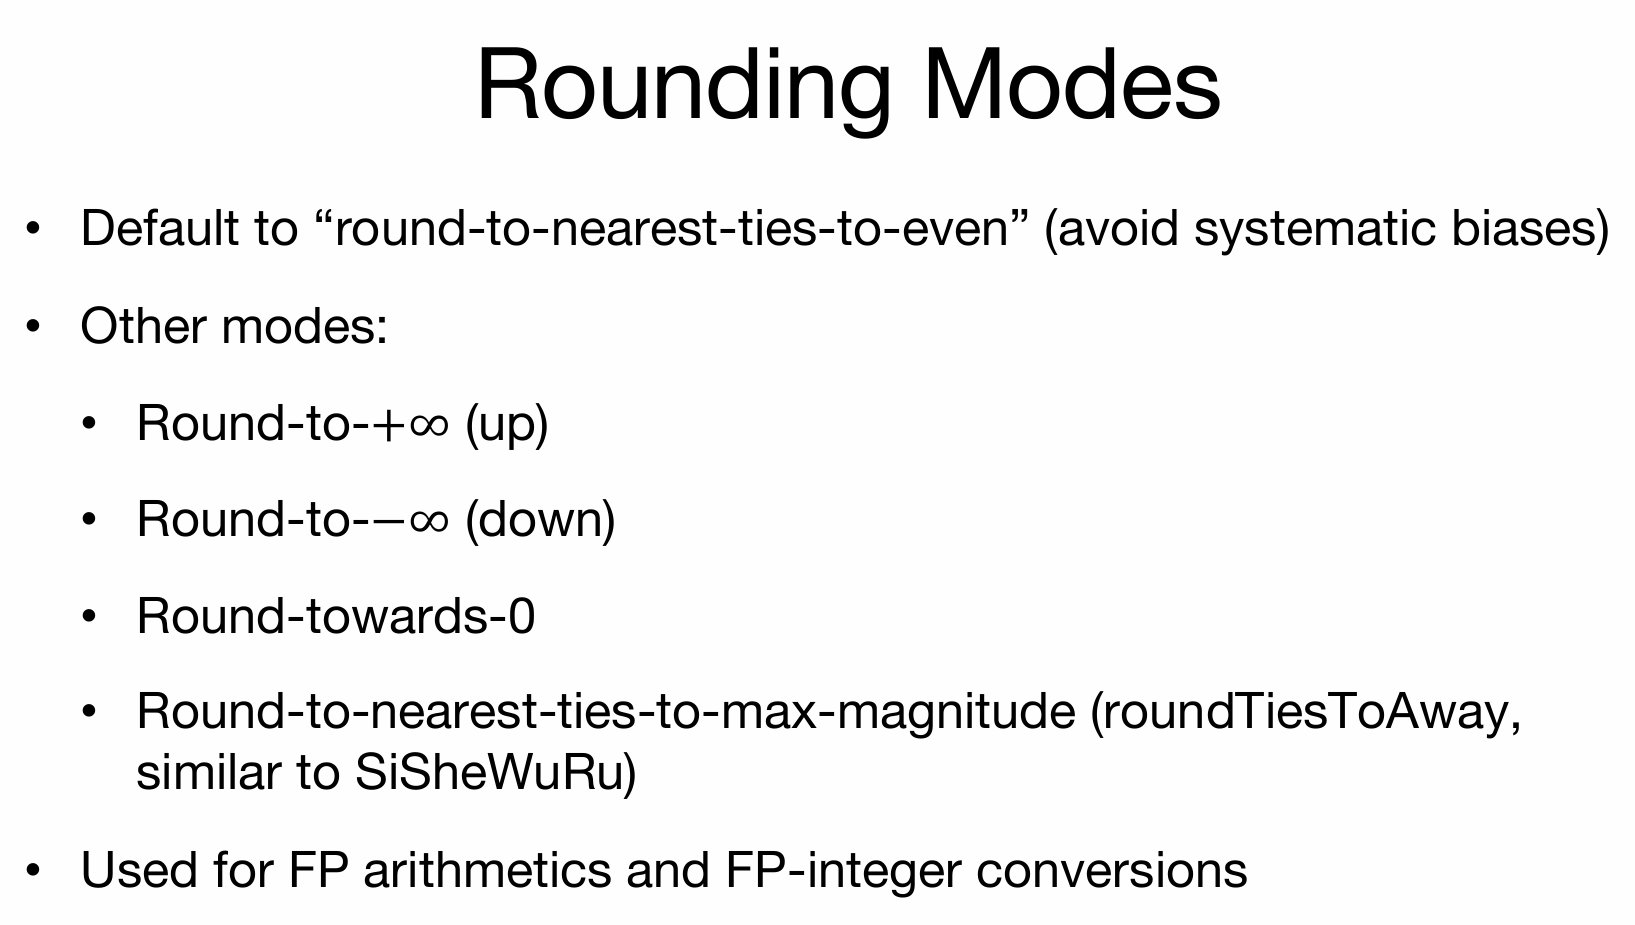 Rounding Modes
• Default to “round-to-nearest-ties-to-even” (avoid systematic biases)
• Other modes:
• Round-to-+∞ (up)
• Round-to-−∞ (down)
• Round-towards-0
• Round-to-nearest-ties-to-max-magnitude (roundTiesToAway,
similar to SiSheWuRu)
• Used for FP arithmetics and FP-integer conversions